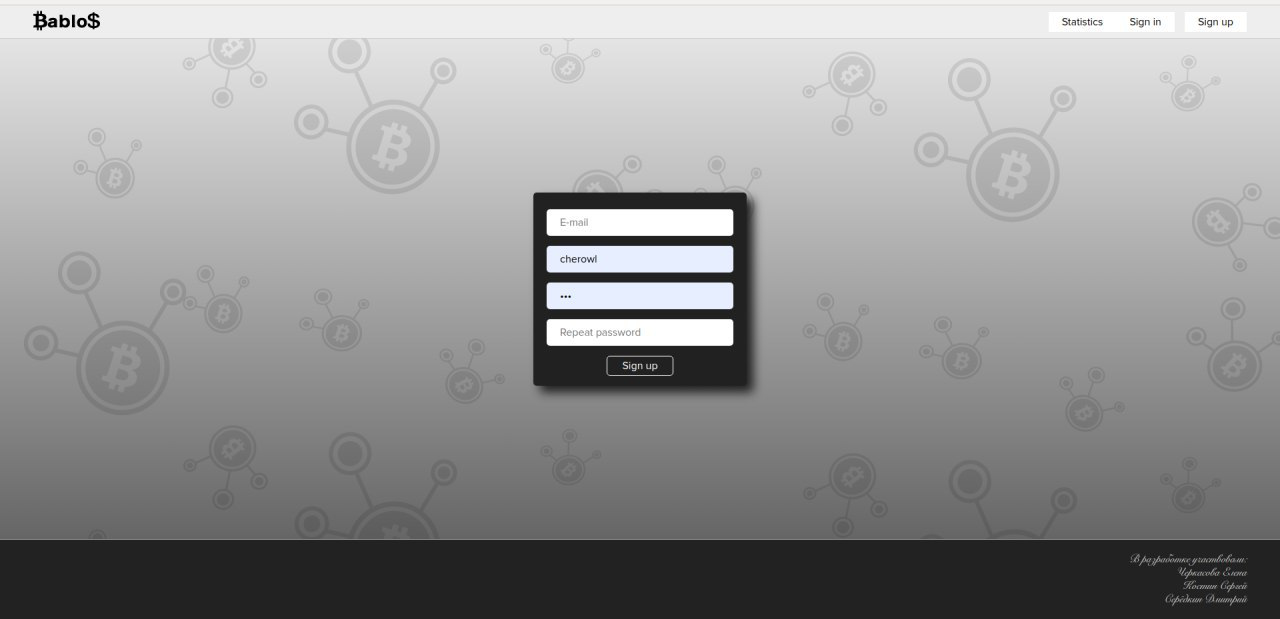 ₿ablo$
Statistics Sign in Sign up
E-mail
cherowl
•••
Repeat password
Sign up
В разработке участвовали:
Черкасова Елена
Костин Сергей
Серёдкин Дмитрий